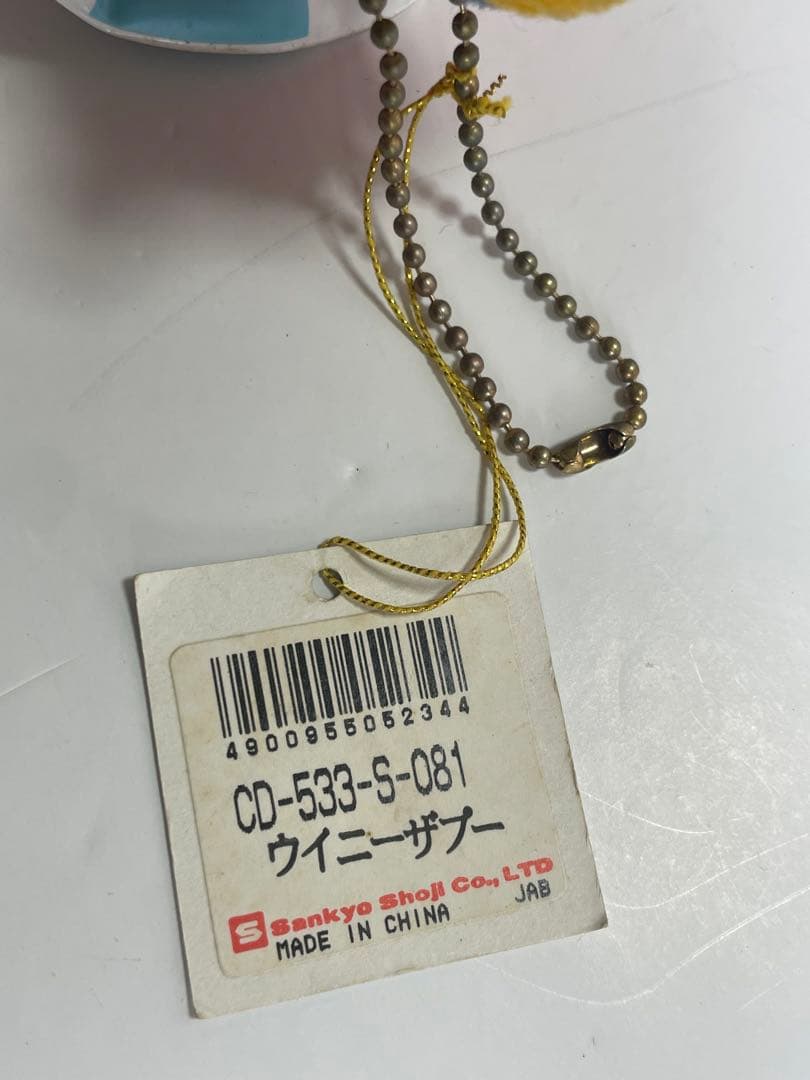 4900955052344
CD-533-S-081
ウイニーザプー
S Sankyo Shoji Co., LTD
MADE IN CHINA JAB